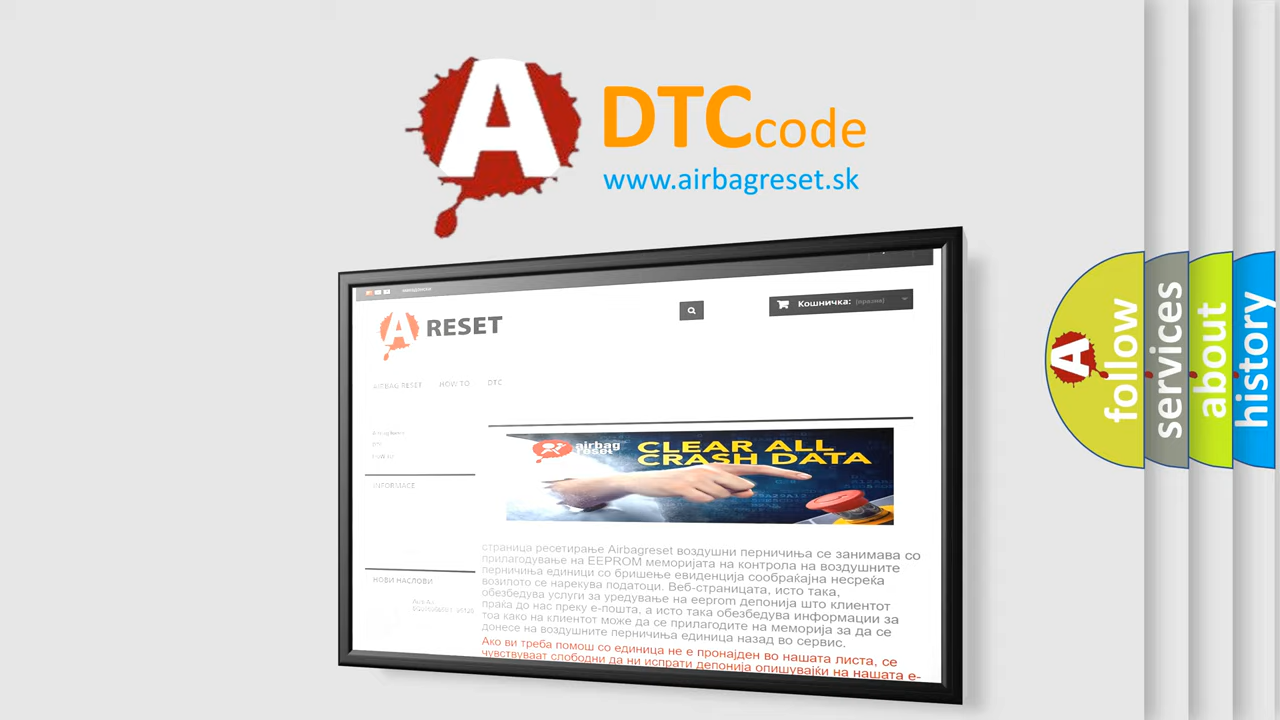 A
DTC code
www.airbagreset.sk
Кошничка: (празни)
A RESET
AIRBAG RESET HOW TO DTC
airbag
reset
CLEAR ALL
CRASH DATA
INFORMACE
страница ресетирање Airbagreset воздушни перничиња се занимава со
прилагодување на EEPROM меморијата на контрола на воздушните
перничиња единици со бришење евиденција сообраќајна несреќа
возилото се нарекува податоци. Веб-страницата, исто така,
обезбедува услуги за уредување на eeprom депонија што клиентот
праќа до нас преку е-пошта, а исто така обезбедува информации за
тоа како на клиентот може да се прилагодите на меморија за да се
донесе на воздушните перничиња единица назад во сервис.
Ако ви треба помош со единица не е пронајден во нашата листа, се
чувствуваат слободни да ни испрати депонија опишувајќи на нашата е-
НОВИ НАСЛОВИ
A
follow
services
about
history